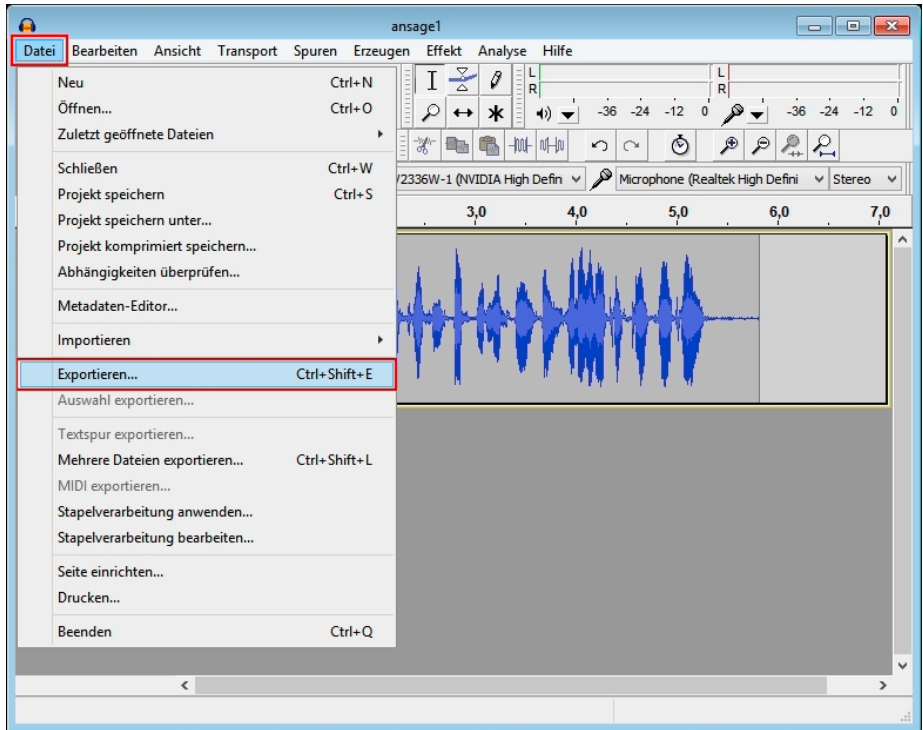 ansage1
Datei Bearbeiten Ansicht Transport Spuren Erzeugen Effekt Analyse Hilfe
Neu Ctrl+N
Öffnen... Ctrl+O
Zuletzt geöffnete Dateien
Schließen Ctrl+W
Projekt speichern Ctrl+S
Projekt speichern unter...
Projekt komprimiert speichern...
Abhängigkeiten überprüfen...
Metadaten-Editor...
Importieren
Exportieren... Ctrl+Shift+E
Auswahl exportieren...
Textspur exportieren...
Mehrere Dateien exportieren... Ctrl+Shift+L
MIDI exportieren...
Stapelverarbeitung anwenden...
Stapelverarbeitung bearbeiten...
Seite einrichten...
Drucken...
Beenden Ctrl+Q
L L
R R
-36 -24 -12 0 -36 -24 -12 0
/2336W-1 (NVIDIA High Defin Microphone (Realtek High Defini Stereo
3,0 4,0 5,0 6,0 7,0